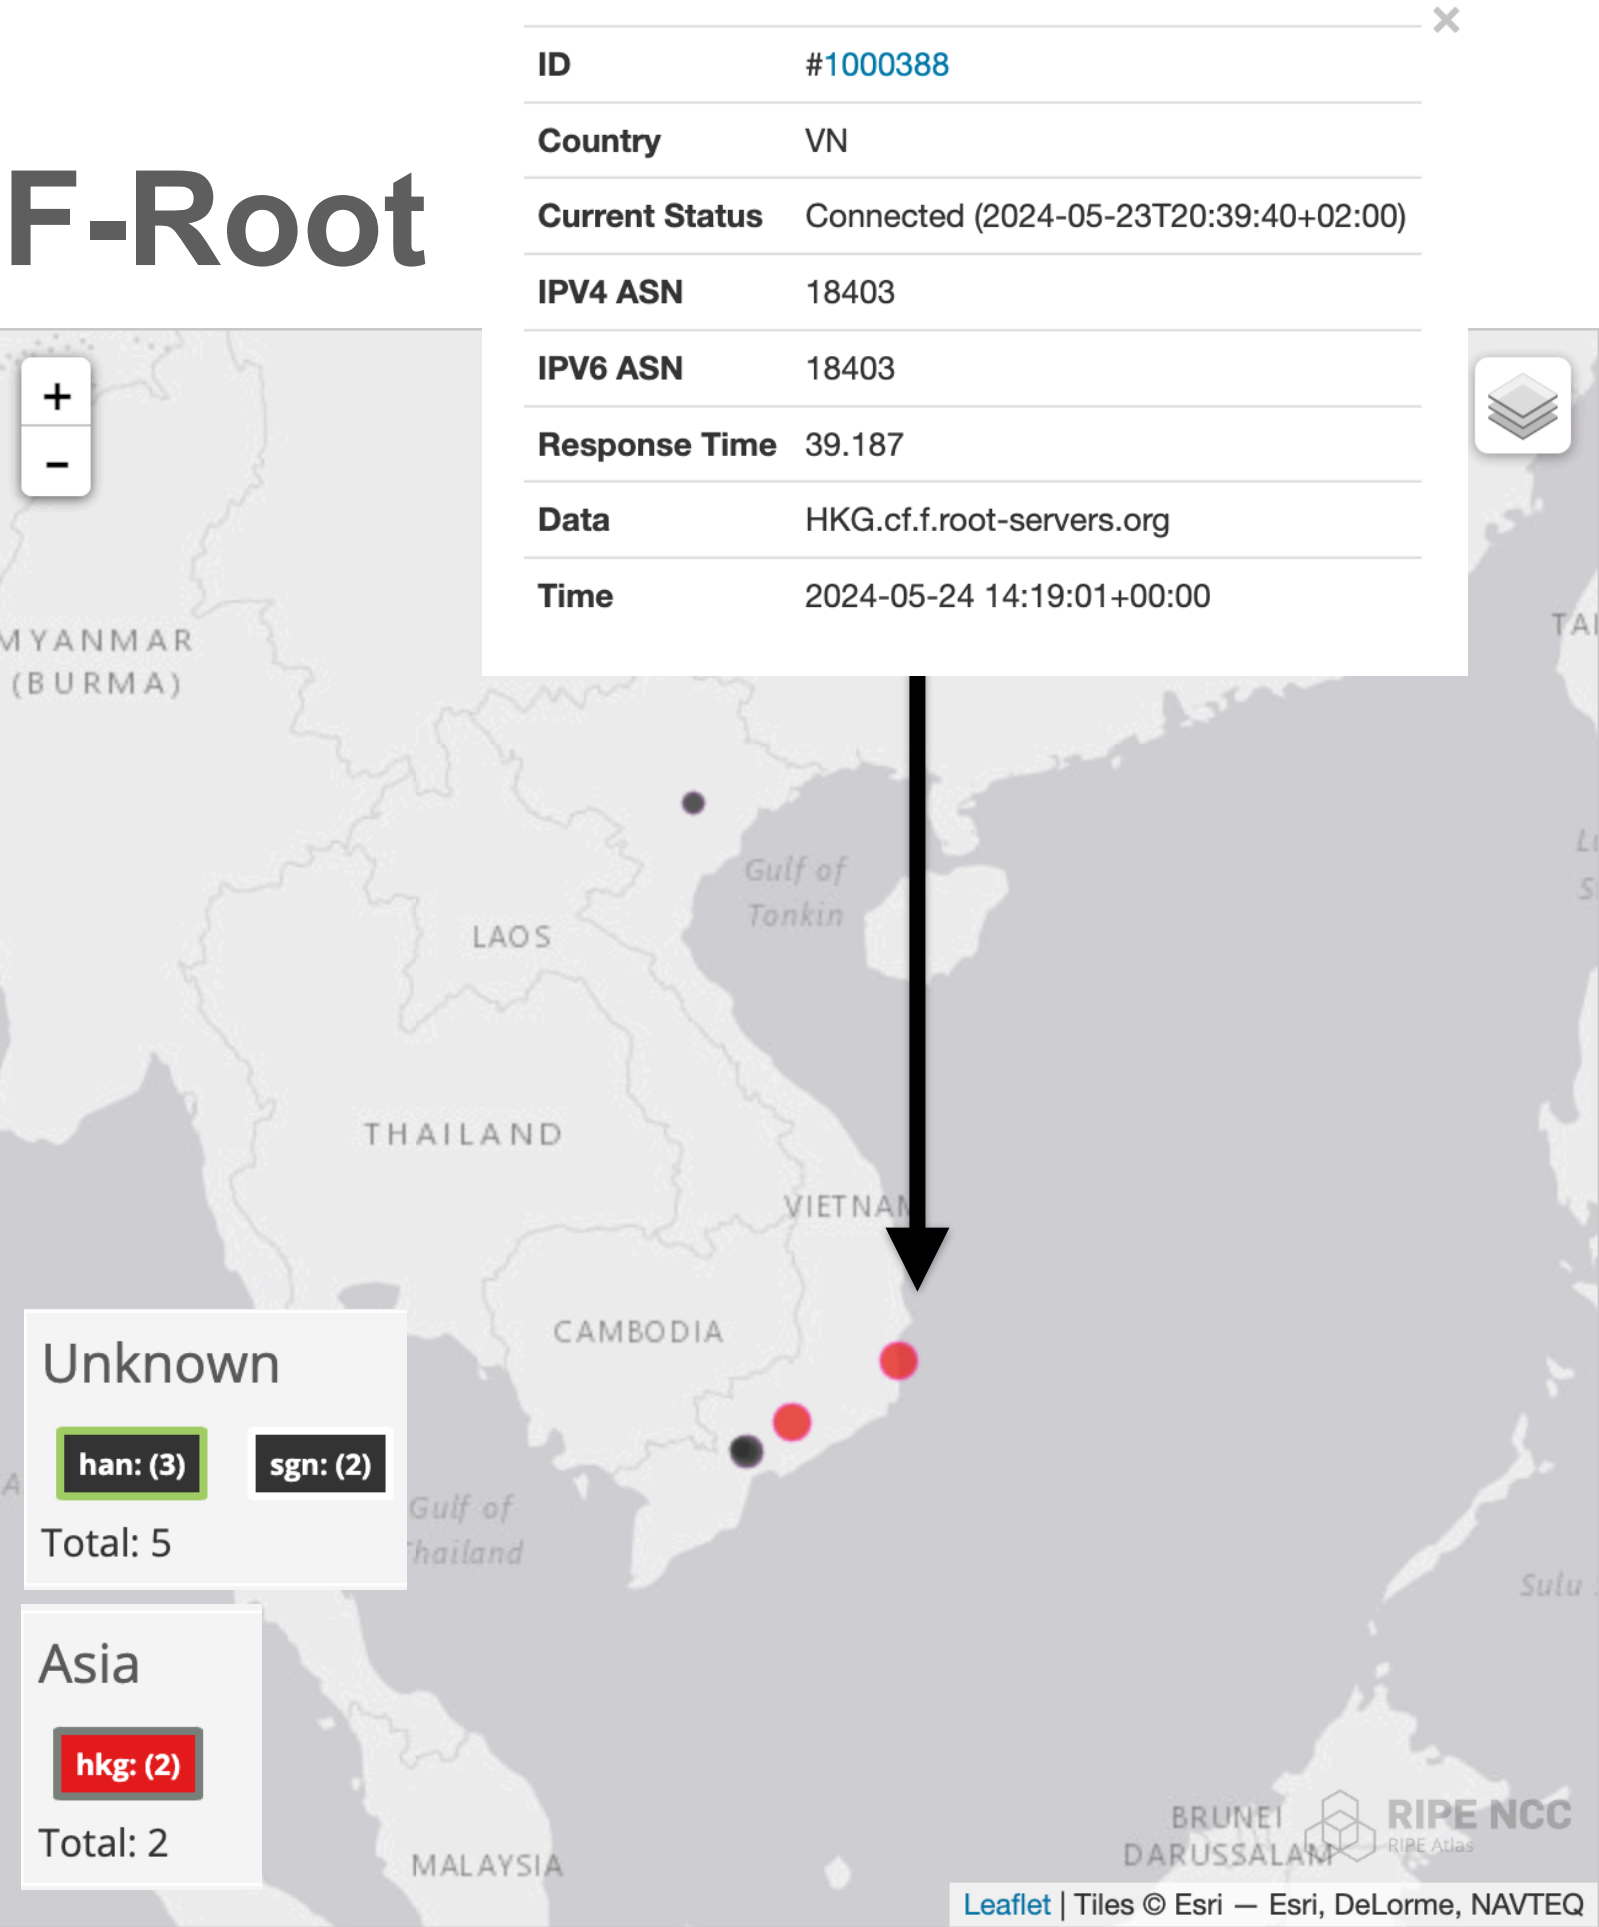 ×
ID #1000388
Country VN
F-Root
Current Status Connected (2024-05-23T20:39:40+02:00)
IPV4 ASN 18403
IPV6 ASN 18403
Response Time 39.187
Data HKG.cf.f.root-servers.org
Time 2024-05-24 14:19:01+00:00
+
−
MYANMAR
(BURMA)
Gulf of
Tonkin
LAOS
THAILAND
CAMBODIA
Unknown
han: (3) sgn: (2)
Total: 5
Gulf of
Asia
hkg: (2)
Total: 2
Sulu
MALAYSIA
BRUNEI
DARUSSALAM
RIPE NCC
RIPE Atlas
Leaflet | Tiles © Esri — Esri, DeLorme, NAVTEQ